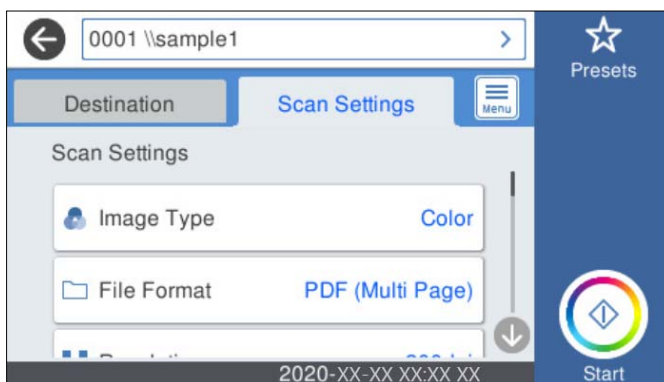 0001 \\sample1
Presets
Destination
Scan Settings
Menu
Scan Settings
Image Type
Color
File Format
PDF (Multi Page)
2020-XX-XX XX:XX XX
Start